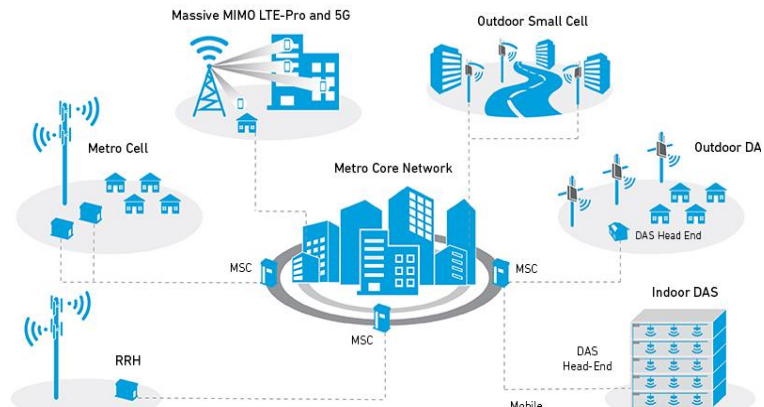 Massive MIMO LTE-Pro and 5G
Outdoor Small Cell
Metro Cell
Metro Core Network
Outdoor DA
DAS Head End
MSC
MSC
Indoor DAS
MSC
RRH
DAS
Head-End
Mobile